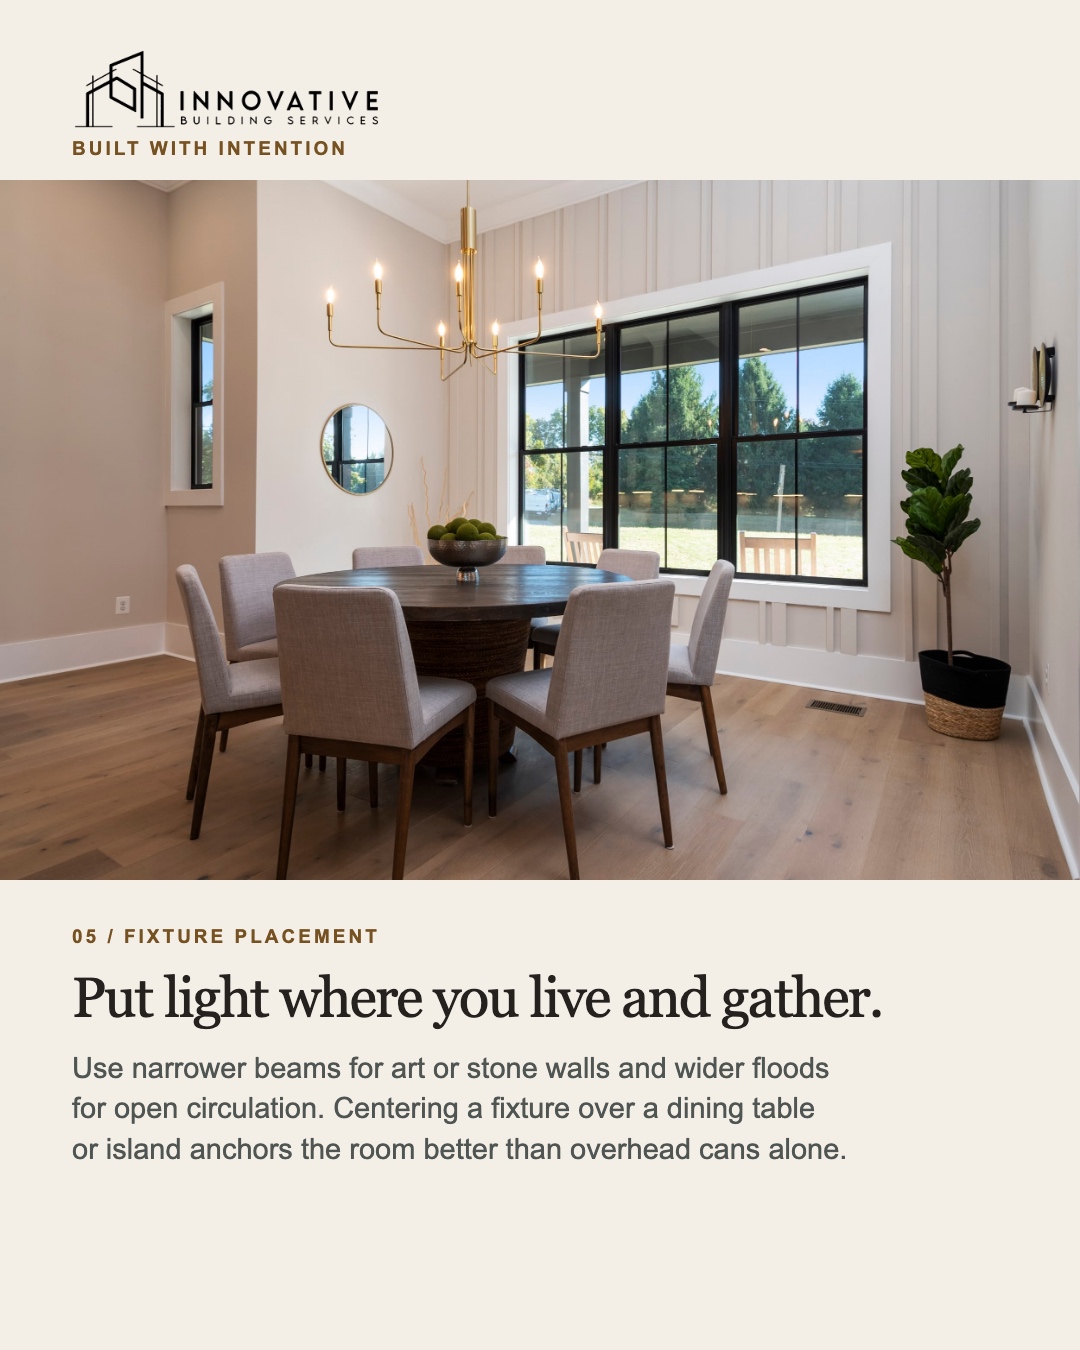 INNOVATIVE
BUILDING SERVICES
BUILT WITH INTENTION
05 / FIXTURE PLACEMENT
Put light where you live and gather.
Use narrower beams for art or stone walls and wider floods
for open circulation. Centering a fixture over a dining table
or island anchors the room better than overhead cans alone.